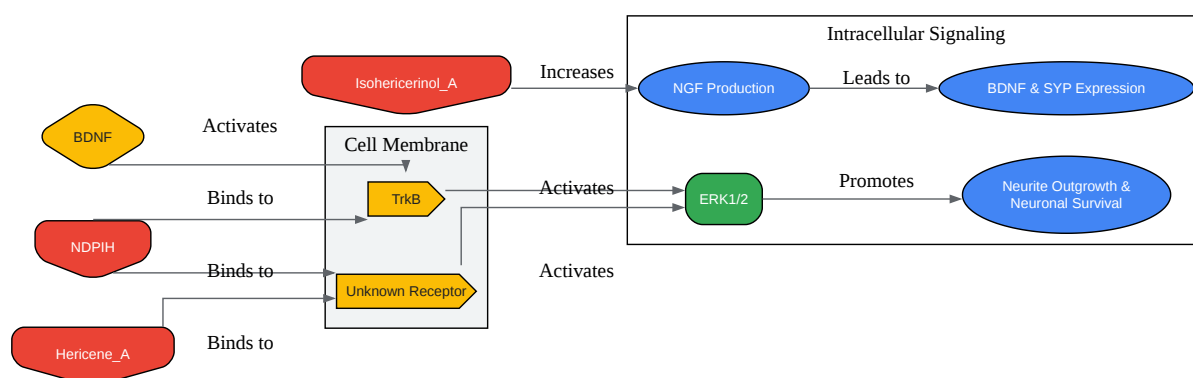 Intracellular Signaling
Isohericerinol_A
Increases
NGF Production
Leads to
BDNF & SYP Expression
BDNF
Activates
Cell Membrane
TrkB
Activates
ERK1/2
Promotes
Neurite Outgrowth &
Neuronal Survival
Binds to
NDPIH
Binds to
Unknown Receptor
Activates
Hericene_A
Binds to